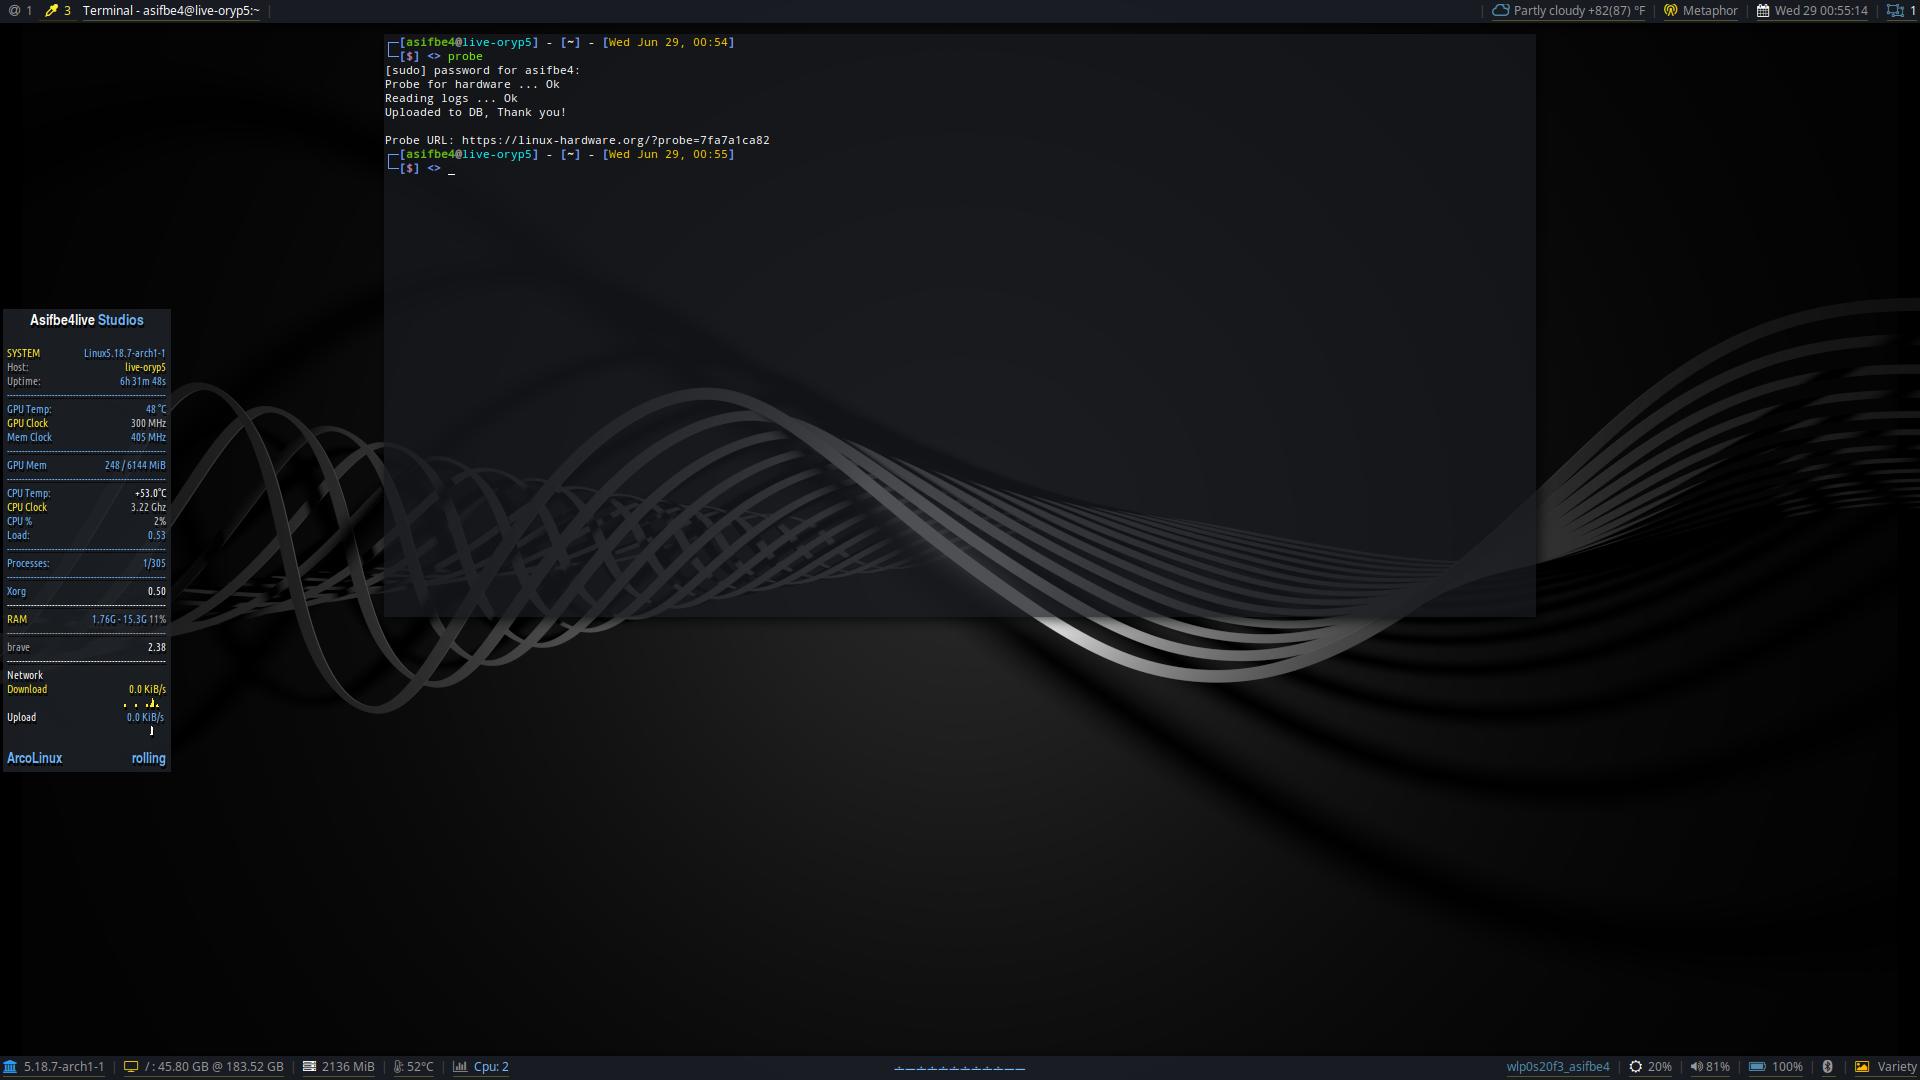 @ 1 3 Terminal - asifbe4@live-oryp5:~ Partly cloudy +82(87) °F Metaphor Wed 29 00:55:14 1
[asifbe4@live-oryp5] - [~] - [Wed Jun 29, 00:54]
[$] <> probe
[sudo] password for asifbe4:
Probe for hardware ... Ok
Reading logs ... Ok
Uploaded to DB, Thank you!
Probe URL: https://linux-hardware.org/?probe=7fa7a1ca82
[asifbe4@live-oryp5] - [~] - [Wed Jun 29, 00:55]
[$] <> _
Asifbe4live Studios
SYSTEM Linux5.18.7-arch1-1
Host: live-oryp5
Uptime: 6h 31m 48s
GPU Temp: 48 °C
GPU Clock 300 MHz
Mem Clock 405 MHz
GPU Mem 248 / 6144 MiB
CPU Temp: +53.0°C
CPU Clock 3.22 Ghz
CPU % 2%
Load: 0.53
Processes: 1/305
Xorg 0.50
RAM 1.76G - 15.3G 11%
brave 2.38
Network
Download 0.0 KiB/s
Upload 0.0 KiB/s
ArcoLinux rolling
5.18.7-arch1-1 / : 45.80 GB @ 183.52 GB 2136 MiB 52°C Cpu: 2 wlp0s20f3_asifbe4 20% 81% 100% Variety